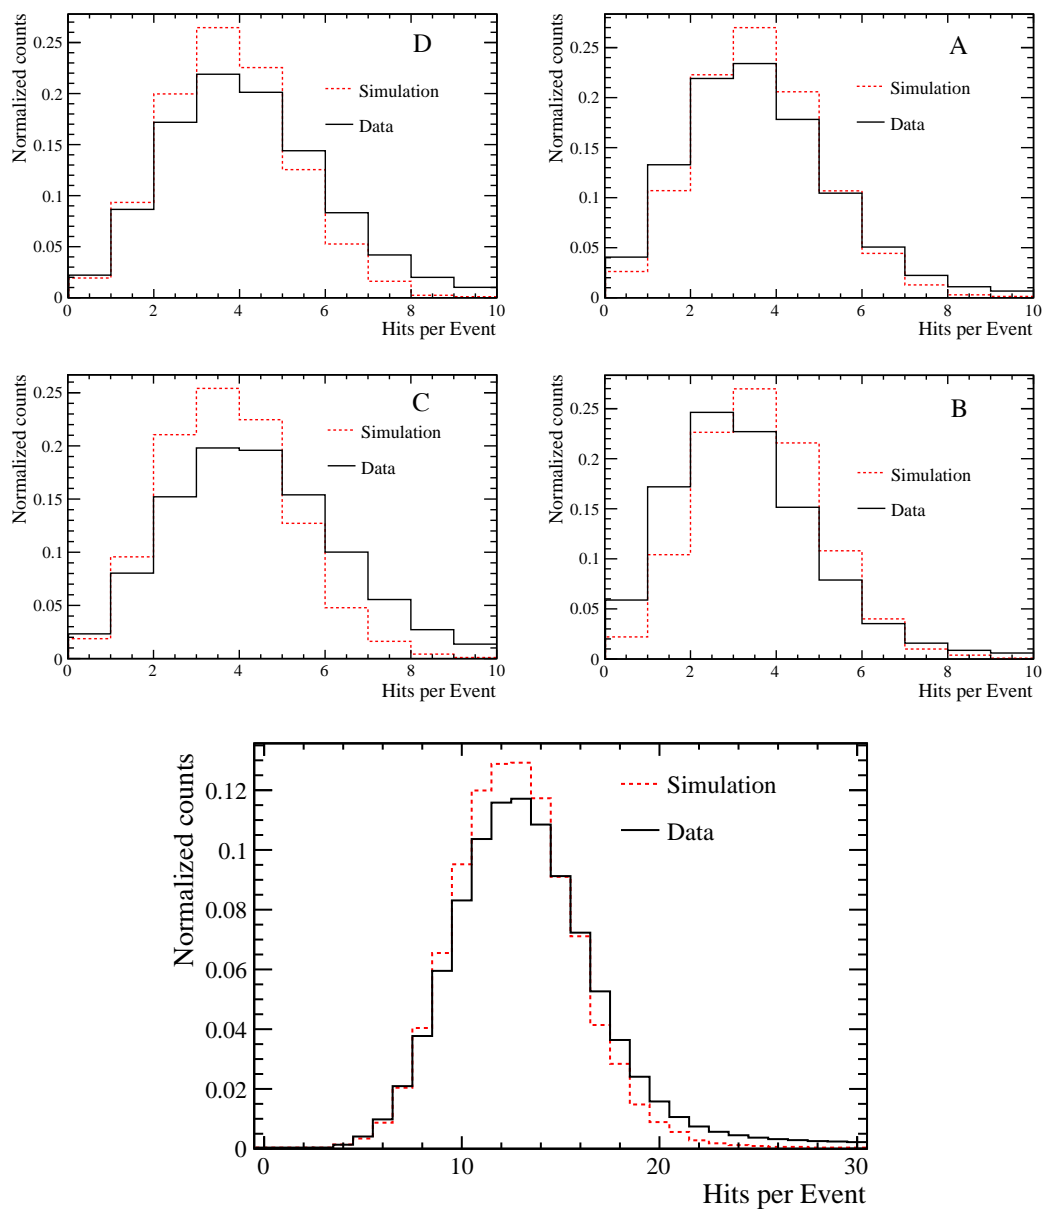 Normalized counts
0.25
0.2
0.15
0.1
0.05
0
D
Simulation
Data
0 2 4 6 8 10
Hits per Event
Normalized counts
0.25
0.2
0.15
0.1
0.05
0
A
Simulation
Data
0 2 4 6 8 10
Hits per Event
Normalized counts
0.25
0.2
0.15
0.1
0.05
0
C
Simulation
Data
0 2 4 6 8 10
Hits per Event
Normalized counts
0.25
0.2
0.15
0.1
0.05
0
B
Simulation
Data
0 2 4 6 8 10
Hits per Event
Normalized counts
0.12
0.1
0.08
0.06
0.04
0.02
0
Simulation
Data
0 10 20 30
Hits per Event